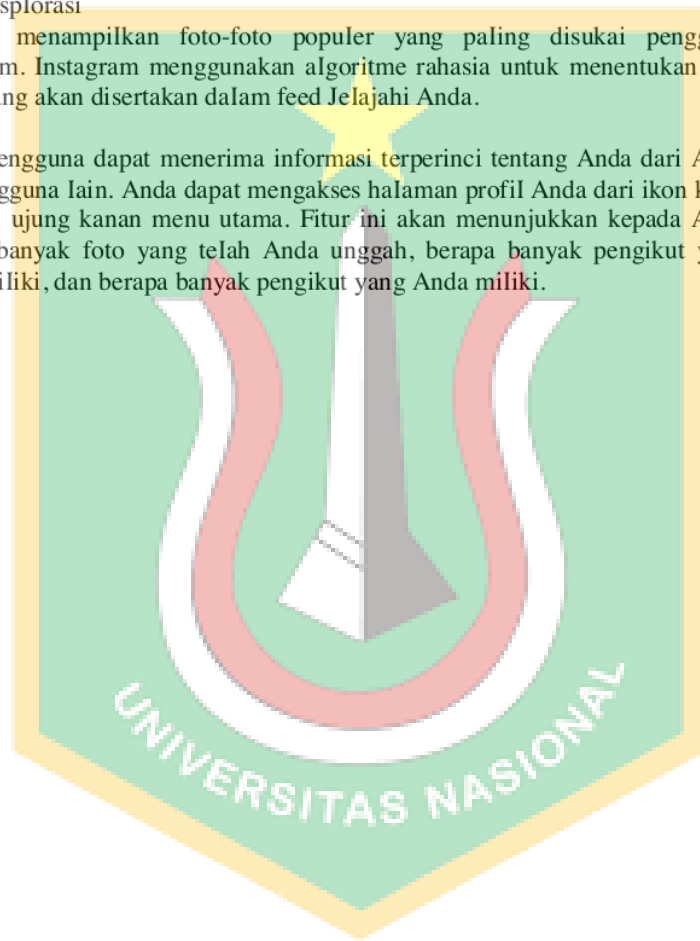 splorasi
menampilkan foto-foto populer yang paling disukai pengg
m. Instagram menggunakan algoritme rahasia untuk menentukan
ng akan disertakan dalam feed Jelajahi Anda.
engguna dapat menerima informasi terperinci tentang Anda dari A
gguna lain. Anda dapat mengakses halaman profil Anda dari ikon k
ujung kanan menu utama. Fitur ini akan menunjukkan kepada A
banyak foto yang telah Anda unggah, berapa banyak pengikut y
iliki, dan berapa banyak pengikut yang Anda miliki.
UNIVERSITAS NASIONAL